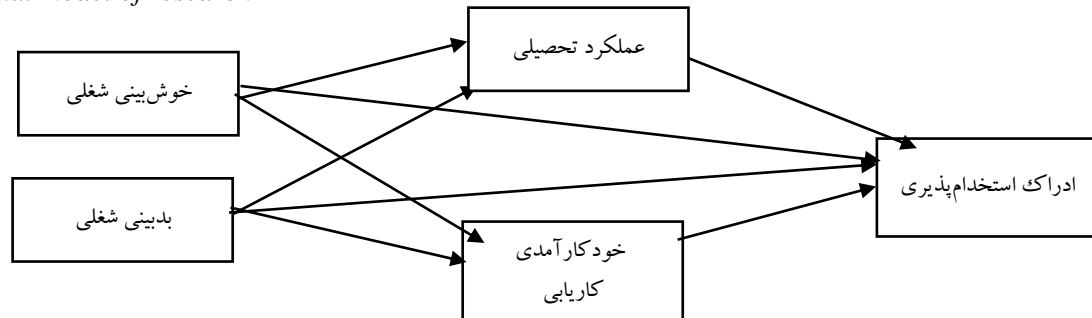 عملکرد تحصیلی
خوش‌بینی شغلی
ادراک استخدام‌پذیری
بدبینی شغلی
خودکارآمدی
کاریابی